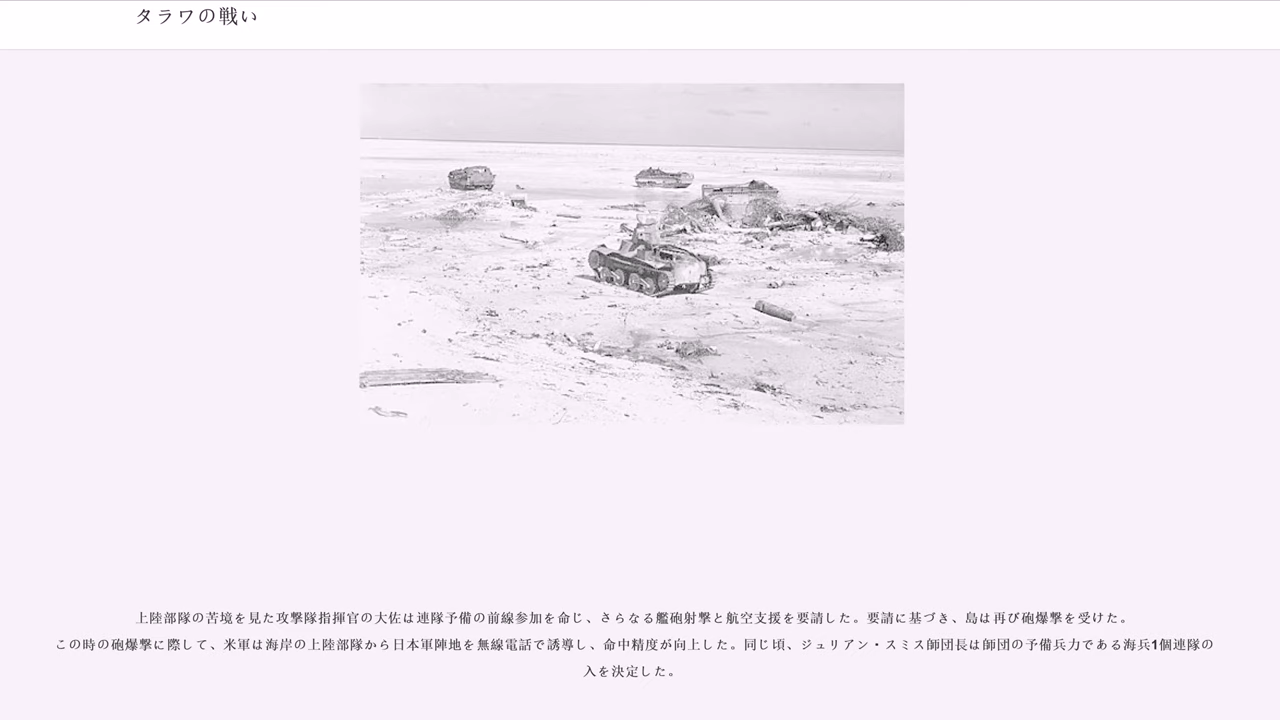 タラワの戦い
上陸部隊の苦境を見た攻撃隊指揮官の大佐は連隊予備の前線参加を命じ、さらなる艦砲射撃と航空支援を要請した。要請に基づき、島は再び砲爆撃を受けた。
この時の砲爆撃に際して、米軍は海岸の上陸部隊から日本軍陣地を無線電話で誘導し、命中精度が向上した。同じ頃、ジュリアン・スミス師団長は師団の予備兵力である海兵1個連隊の
入を決定した。